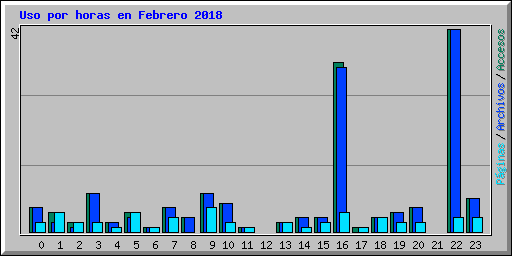 Uso por horas en Febrero 2018
42
Páginas / Archivos / Accesos
0 1 2 3 4 5 6 7 8 9 10 11 12 13 14 15 16 17 18 19 20 21 22 23